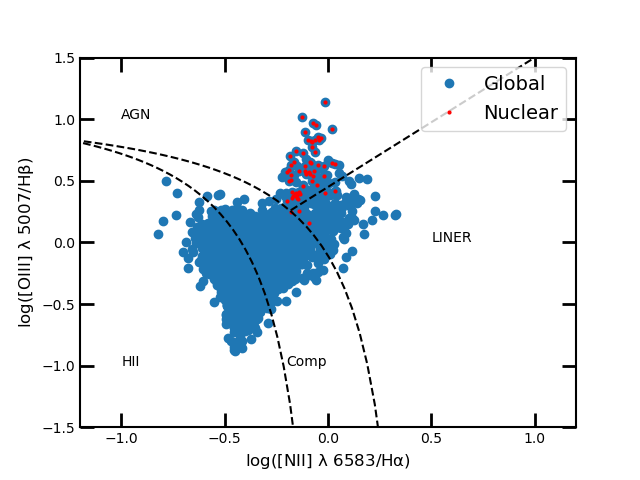 1.5
1.0
0.5
0.0
−0.5
−1.0
−1.5
log([OIII] λ 5007/Hβ)
AGN
Global
Nuclear
LINER
HII
Comp
−1.0 −0.5 0.0 0.5 1.0
log([NII] λ 6583/Hα)